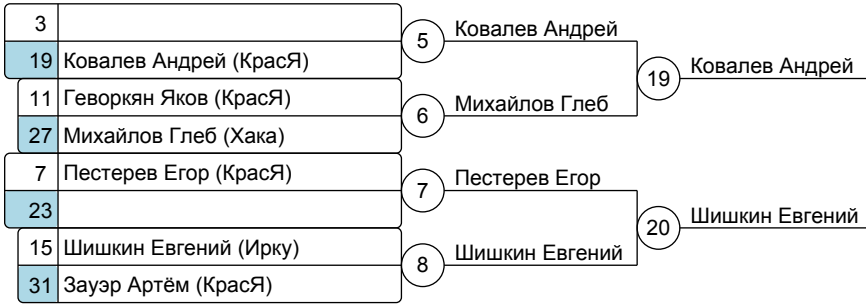 3
5
Ковалев Андрей
19 Ковалев Андрей (КрасЯ)
19
Ковалев Андрей
11 Геворкян Яков (КрасЯ)
6
Михайлов Глеб
27 Михайлов Глеб (Хака)
7 Пестерев Егор (КрасЯ)
7
Пестерев Егор
23
20
Шишкин Евгений
15 Шишкин Евгений (Ирку)
8
Шишкин Евгений
31 Зауэр Артём (КрасЯ)